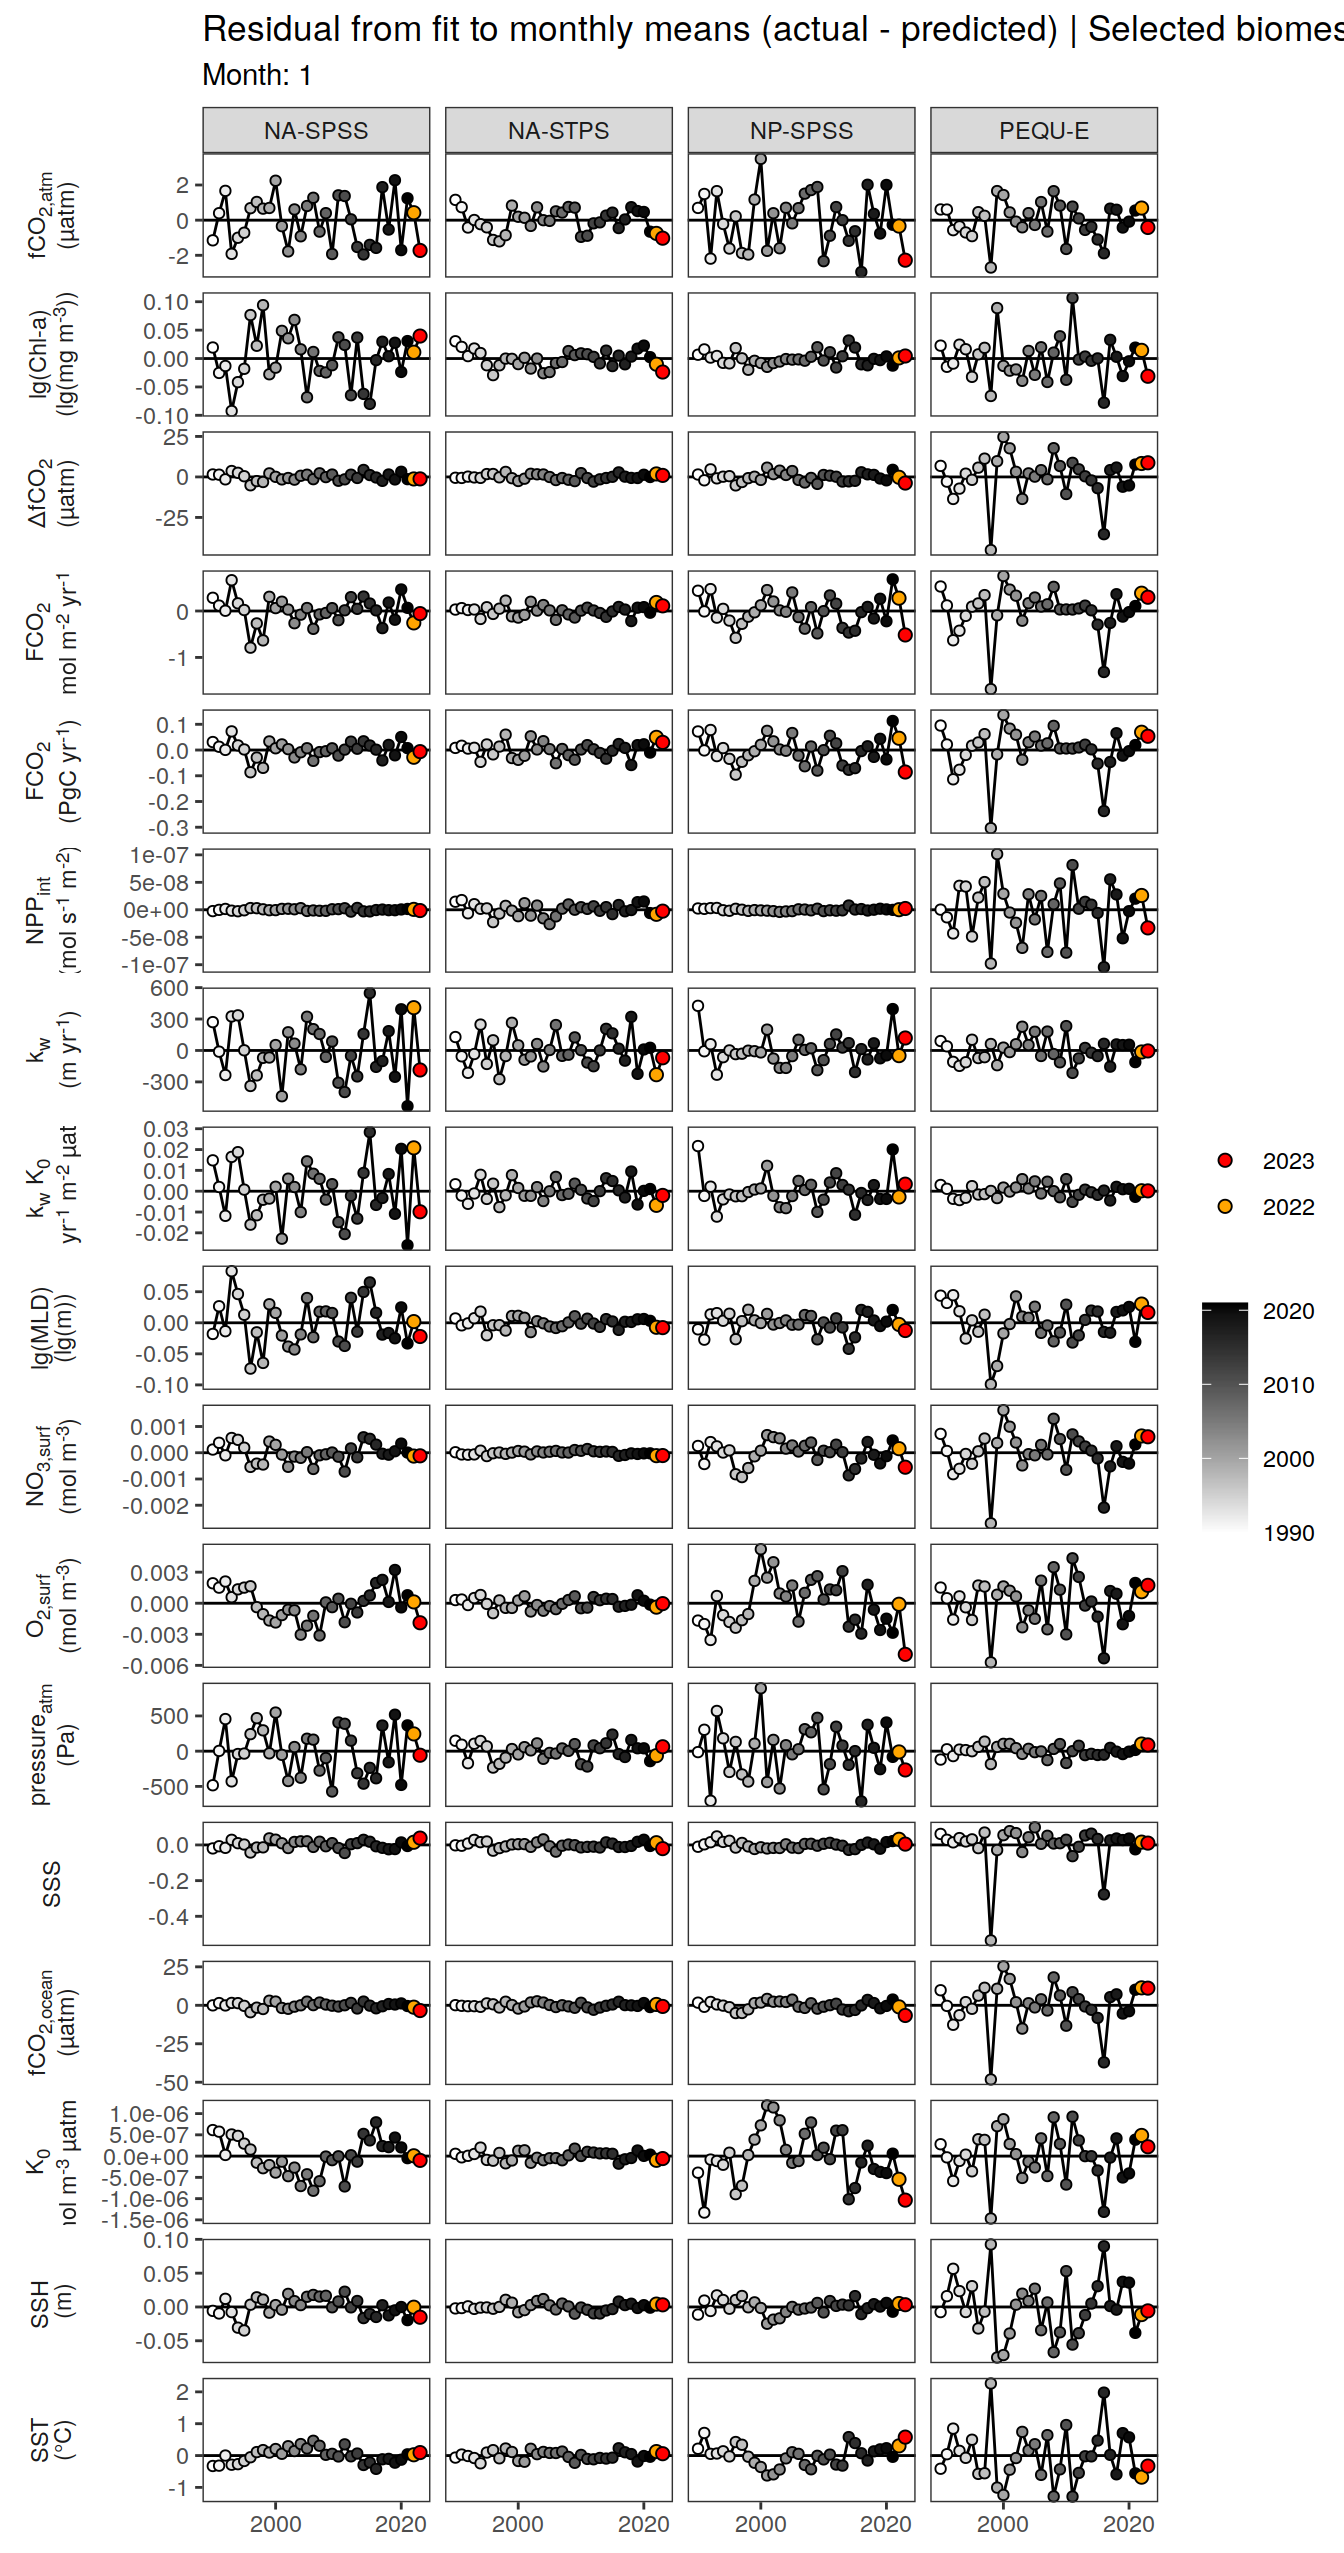 Residual from fit to monthly means (actual - predicted) | Selected biomes
Month: 1
NA-SPSS NA-STPS NP-SPSS PEQU-E
fCO2,atm
(µatm)
2
0
-2
lg(Chl-a)
(lg(mg m-3))
0.10
0.05
0.00
-0.05
-0.10
ΔfCO2
(µatm)
25
0
-25
FCO2
mol m-2 yr-1
0
-1
FCO2
(PgC yr-1)
0.1
0.0
-0.1
-0.2
-0.3
NPPint
(mol s-1 m-2)
1e-07
5e-08
0e+00
-5e-08
-1e-07
kw
(m yr-1)
600
300
0
-300
kw K0
yr-1 m-2 µat
0.03
0.02
0.01
0.00
-0.01
-0.02
lg(MLD)
(lg(m))
0.05
0.00
-0.05
-0.10
NO3,surf
(mol m-3)
0.001
0.000
-0.001
-0.002
O2,surf
(mol m-3)
0.003
0.000
-0.003
-0.006
pressureatm
(Pa)
500
0
-500
SSS
0.0
-0.2
-0.4
fCO2,ocean
(µatm)
25
0
-25
-50
K0
nol m-3 µatm
1.0e-06
5.0e-07
0.0e+00
-5.0e-07
-1.0e-06
-1.5e-06
SSH
(m)
0.10
0.05
0.00
-0.05
SST
(°C)
2
1
0
-1
2000 2020 2000 2020 2000 2020 2000 2020
2023
2022
2020
2010
2000
1990